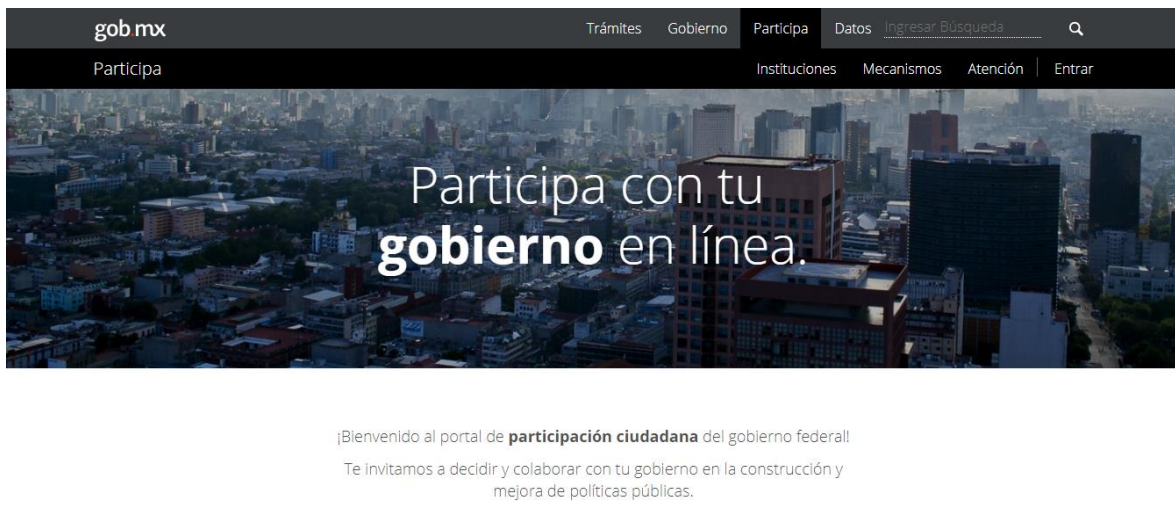 gob.mx
Trámites Gobierno Participa Datos Ingresar Búsqueda
Participa
Instituciones Mecanismos Atención Entrar
Participa con tu
gobierno en línea.
¡Bienvenido al portal de participación ciudadana del gobierno federal!
Te invitamos a decidir y colaborar con tu gobierno en la construcción y
mejora de políticas públicas.